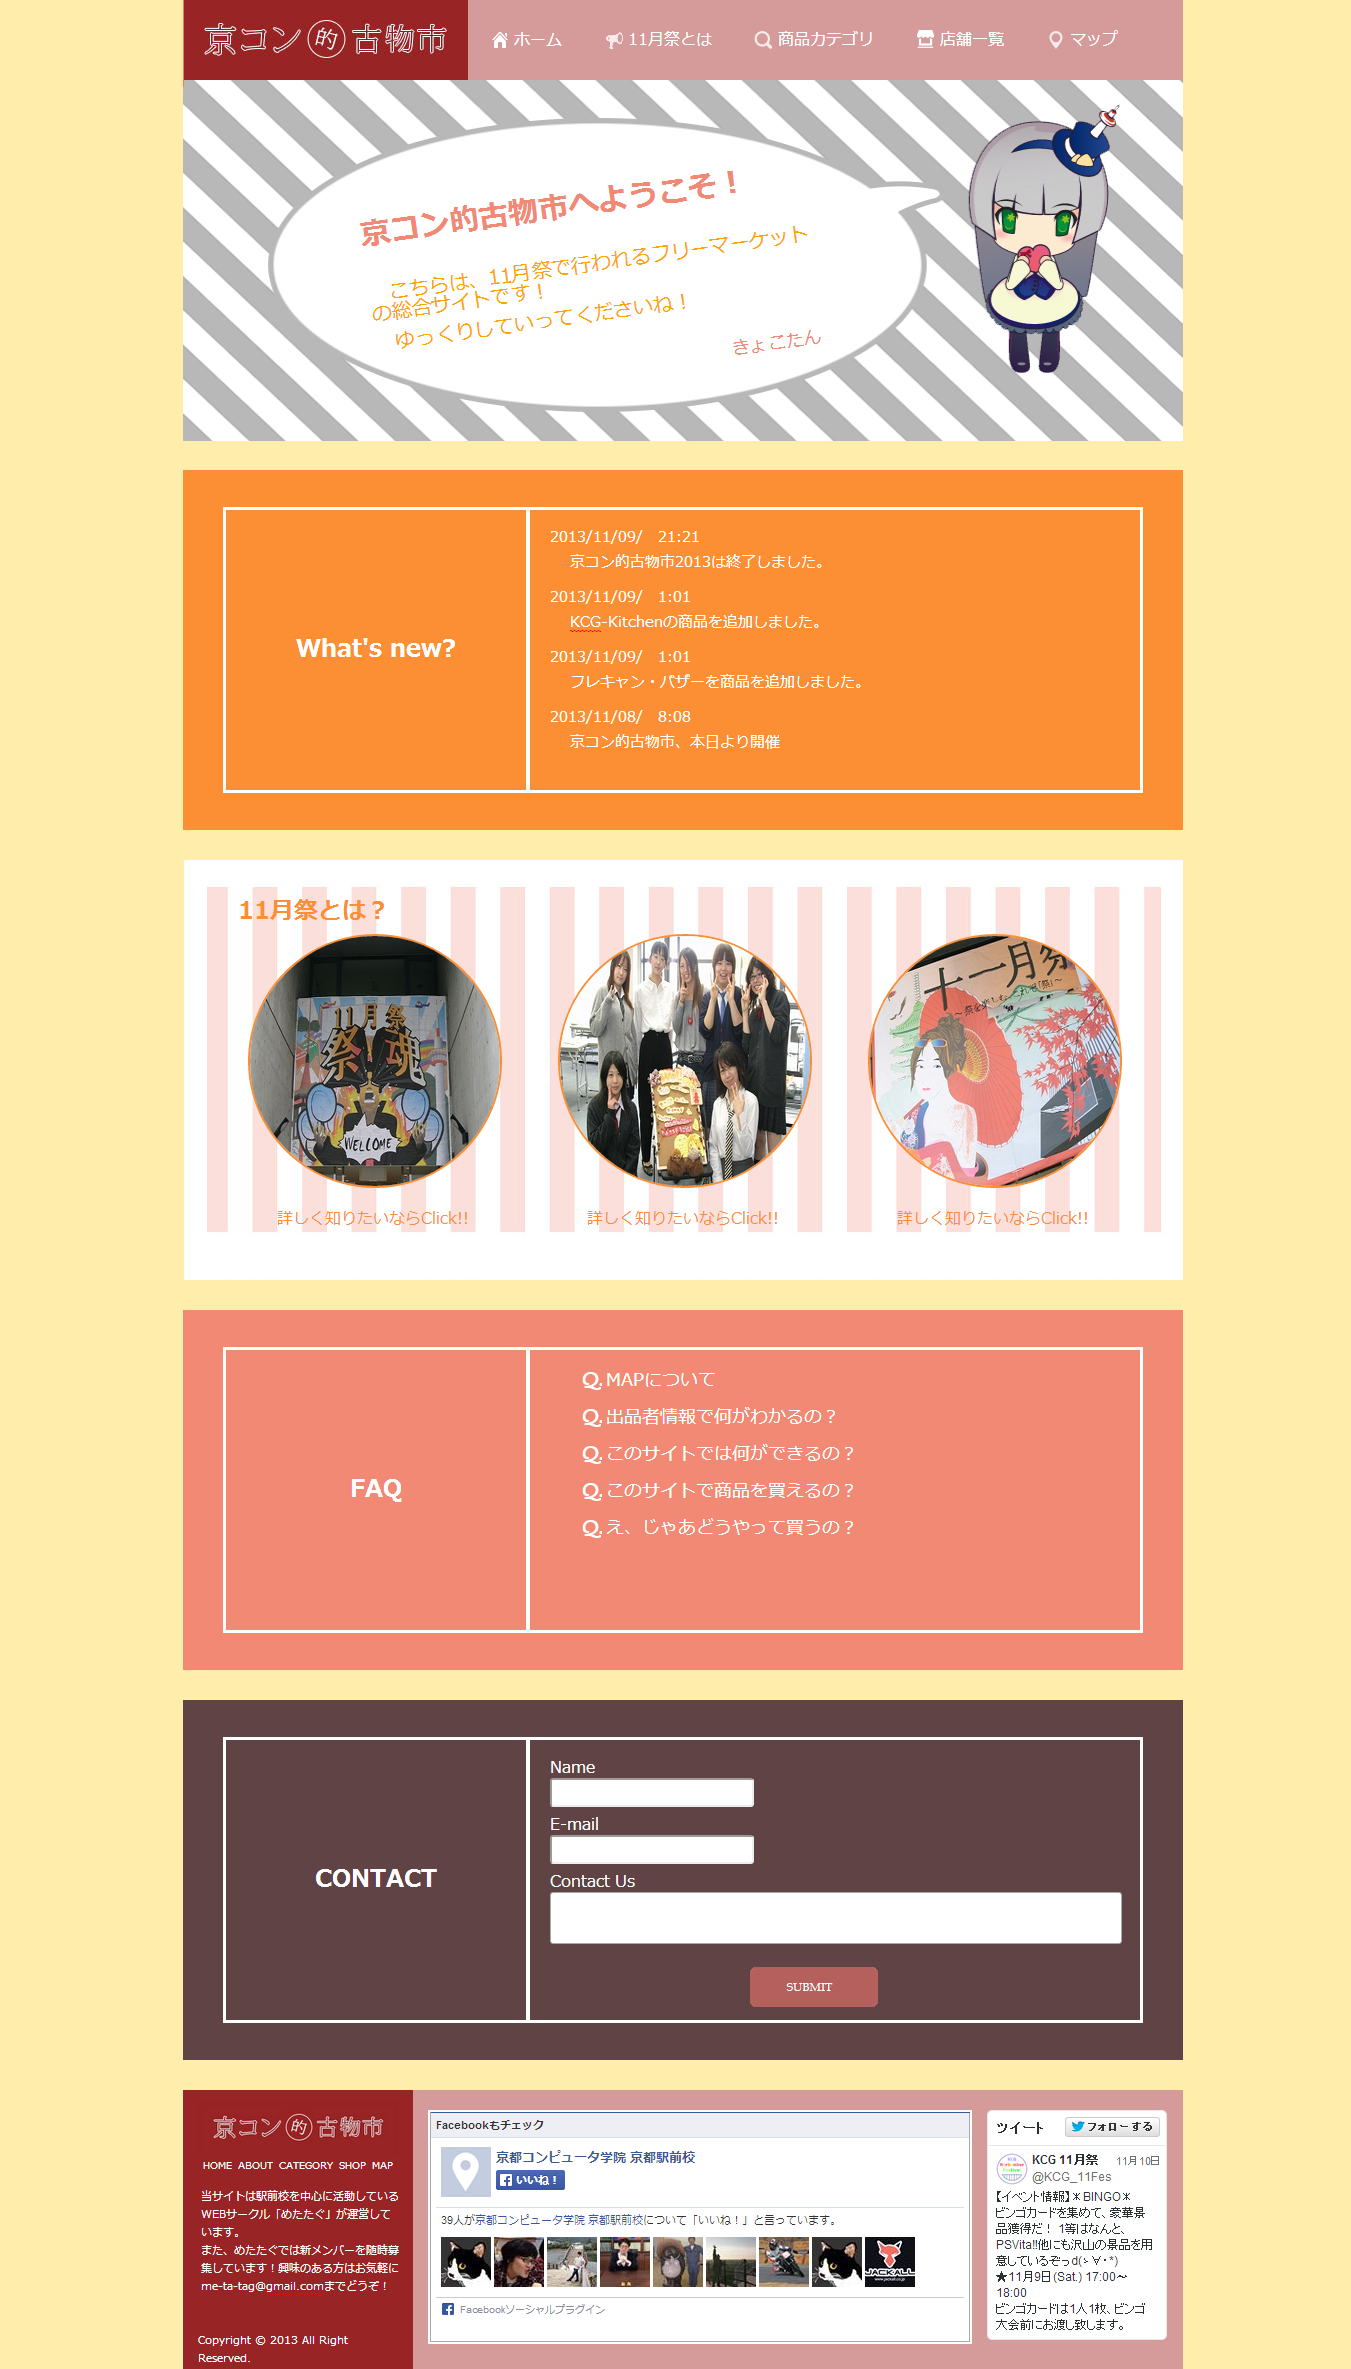 京コン的古物市
ホーム
11月祭とは
商品カテゴリ
店舗一覧
マップ
京コン的古物市へようこそ！
こちらは、11月祭で行われるフリーマーケット
の総合サイトです！
ゆっくりしていってくださいね！
きょこたん
What's new?
2013/11/09/　21:21
京コン的古物市2013は終了しました。
2013/11/09/　1:01
KCG-Kitchenの商品を追加しました。
2013/11/09/　1:01
フレキャン・バザーを商品を追加しました。
2013/11/08/　8:08
京コン的古物市、本日より開催
11月祭とは？
11月祭
祭魂
WELCOME
十一月祭
詳しく知りたいならClick!!
詳しく知りたいならClick!!
詳しく知りたいならClick!!
FAQ
Q. MAPについて
Q. 出品者情報で何がわかるの？
Q. このサイトでは何ができるの？
Q. このサイトで商品を買えるの？
Q. え、じゃあどうやって買うの？
CONTACT
Name
E-mail
Contact Us
SUBMIT
京コン的古物市
HOME ABOUT CATEGORY SHOP MAP
当サイトは駅前校を中心に活動している
WEBサークル「めたたぐ」が運営して
います。
また、めたたぐでは新メンバーを随時募
集しています！興味のある方はお気軽に
me-ta-tag@gmail.comまでどうぞ！
Copyright © 2013 All Right
Reserved.
Facebookもチェック
京都コンピュータ学院 京都駅前校
いいね！
39人が京都コンピュータ学院 京都駅前校について「いいね！」と言っています。
JACKALL
Facebookソーシャルプラグイン
ツイート
フォローする
KCG 11月祭
11月10日
@KCG_11Fes
【イベント情報】＊BINGO＊
ビンゴカードを集めて、豪華景
品獲得だ！ 1等はなんと、
PSVita!!他にも沢山の景品を用
意しているぞっd(ゝ∀・*)
★11月9日(Sat.) 17:00～
18:00
ビンゴカードは1人1枚、ビンゴ
大会前にお渡し致します。